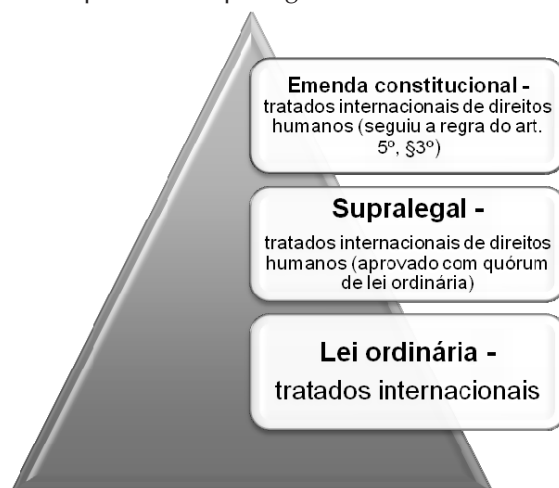 Emenda constitucional -
tratados internacionais de direitos
humanos (seguiu a regra do art.
5º, §3º)
Supralegal -
tratados internacionais de direitos
humanos (aprovado com quórum
de lei ordinária)
Lei ordinária -
tratados internacionais